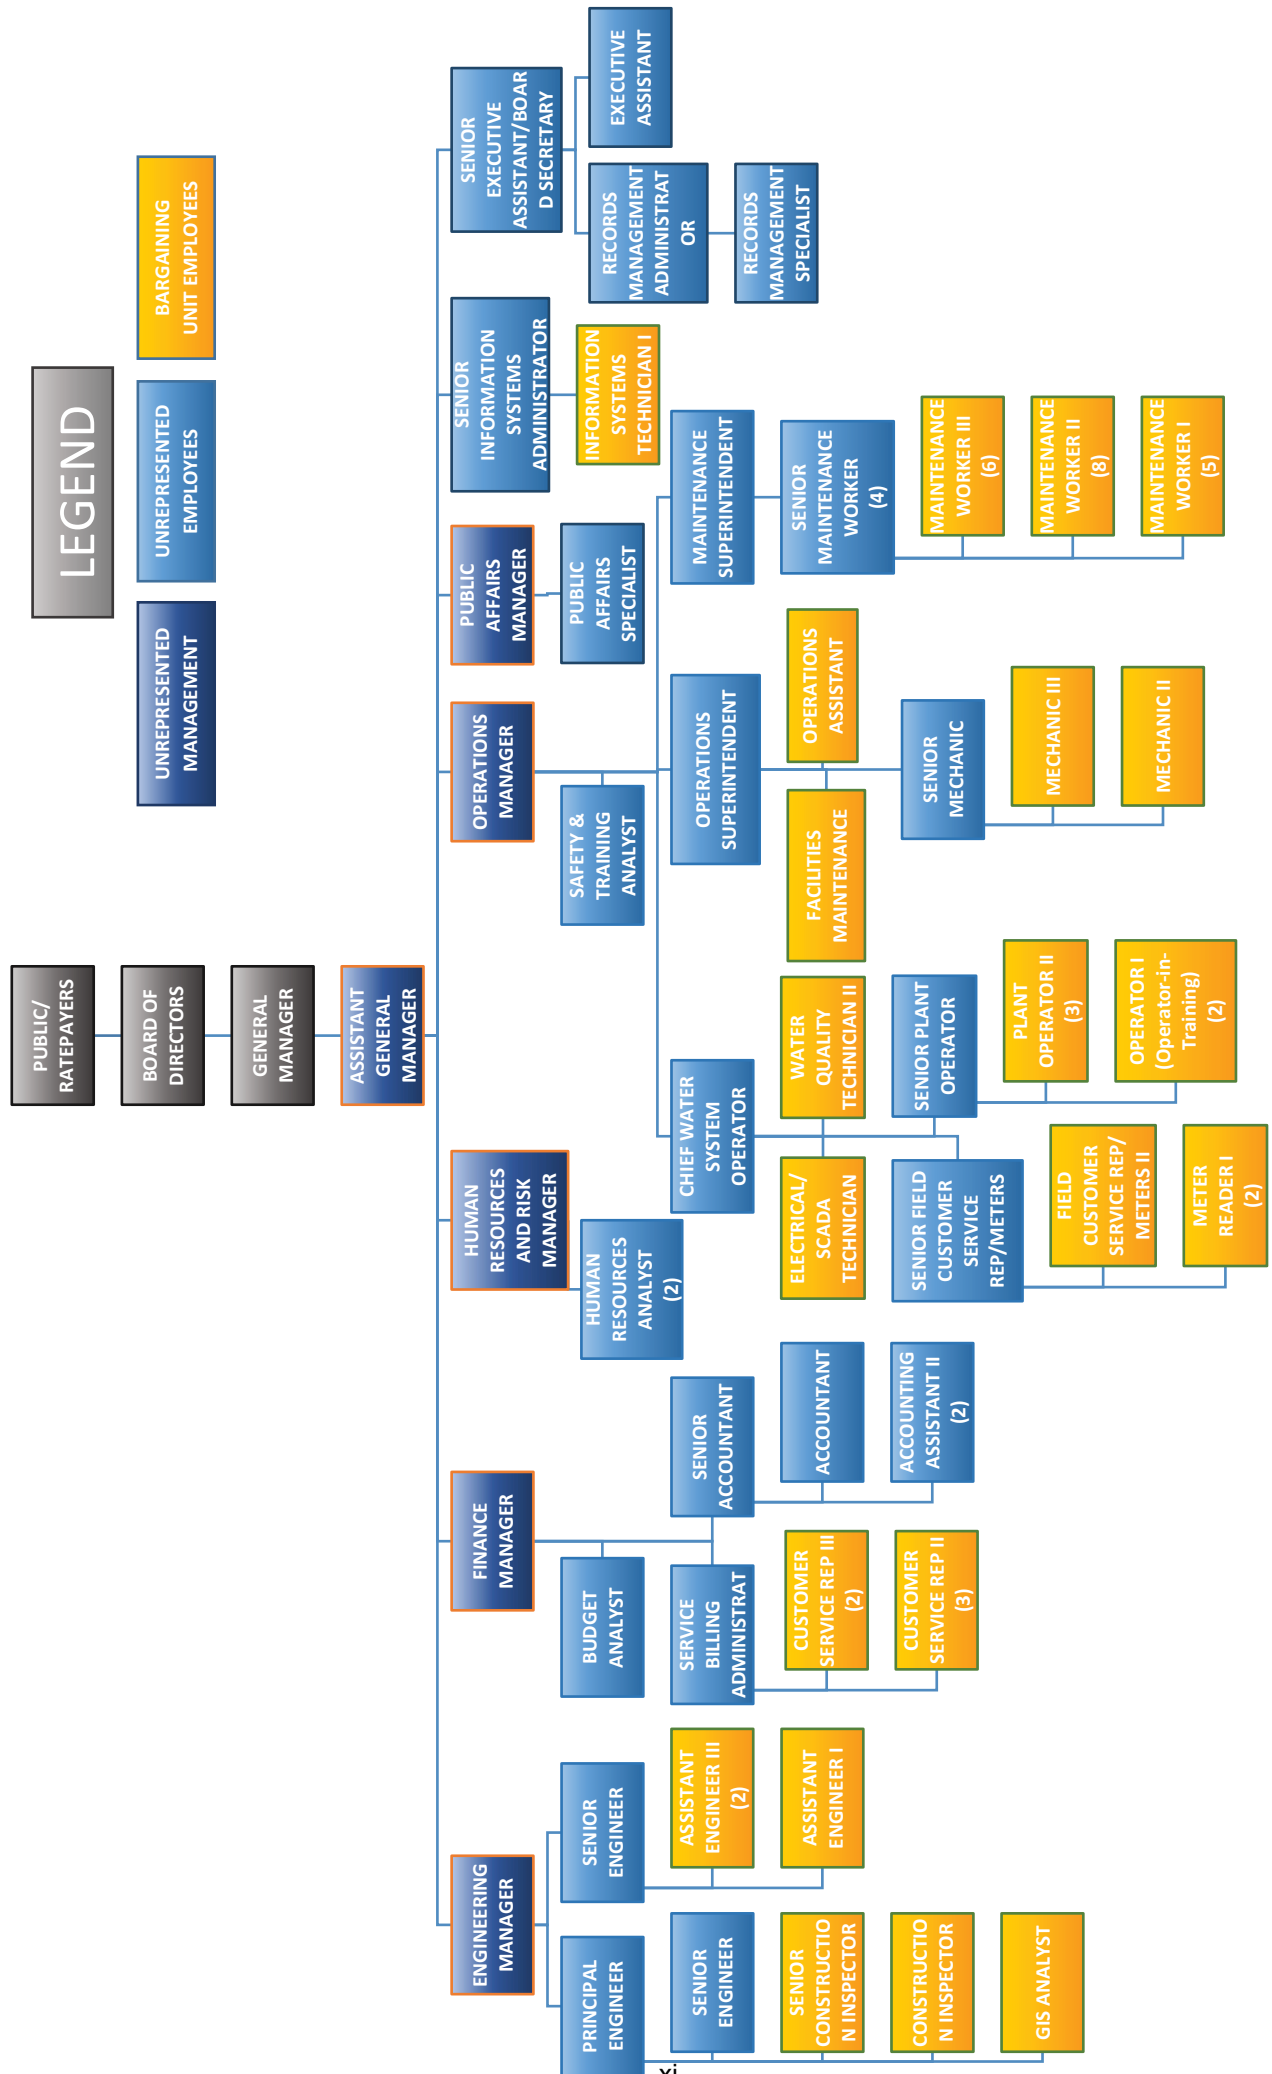 PUBLIC/
RATEPAYERS
BOARD OF
DIRECTORS
GENERAL
MANAGER
ASSISTANT
GENERAL
MANAGER
LEGEND
UNREPRESENTED
MANAGEMENT
UNREPRESENTED
EMPLOYEES
BARGAINING
UNIT EMPLOYEES
ENGINEERING
MANAGER
PRINCIPAL
ENGINEER
SENIOR
ENGINEER
SENIOR
CONSTRUCTIO
N INSPECTOR
CONSTRUCTIO
N INSPECTOR
GIS ANALYST
SENIOR
ENGINEER
ASSISTANT
ENGINEER III
(2)
ASSISTANT
ENGINEER I
FINANCE
MANAGER
BUDGET
ANALYST
SERVICE
BILLING
ADMINISTRAT
CUSTOMER
SERVICE REP III
(2)
CUSTOMER
SERVICE REP II
(3)
SENIOR
ACCOUNTANT
ACCOUNTANT
ACCOUNTING
ASSISTANT II
(2)
HUMAN
RESOURCES
AND RISK
MANAGER
HUMAN
RESOURCES
ANALYST
(2)
OPERATIONS
MANAGER
SAFETY &
TRAINING
ANALYST
CHIEF WATER
SYSTEM
OPERATOR
ELECTRICAL/
SCADA
TECHNICIAN
WATER
QUALITY
TECHNICIAN II
SENIOR FIELD
CUSTOMER
SERVICE
REP/METERS
FIELD
CUSTOMER
SERVICE REP/
METERS II
METER
READER I
(2)
SENIOR PLANT
OPERATOR
PLANT
OPERATOR II
(3)
OPERATOR I
(Operator-in-
Training)
(2)
OPERATIONS
SUPERINTENDENT
FACILITIES
MAINTENANCE
OPERATIONS
ASSISTANT
SENIOR
MECHANIC
MECHANIC III
MECHANIC II
MAINTENANCE
SUPERINTENDENT
SENIOR
MAINTENANCE
WORKER
(4)
MAINTENANCE
WORKER III
(6)
MAINTENANCE
WORKER II
(8)
MAINTENANCE
WORKER I
(5)
PUBLIC
AFFAIRS
MANAGER
PUBLIC
AFFAIRS
SPECIALIST
SENIOR
INFORMATION
SYSTEMS
ADMINISTRATOR
INFORMATION
SYSTEMS
TECHNICIAN I
SENIOR
EXECUTIVE
ASSISTANT/BOAR
D SECRETARY
RECORDS
MANAGEMENT
ADMINISTRAT
OR
RECORDS
MANAGEMENT
SPECIALIST
EXECUTIVE
ASSISTANT
xi